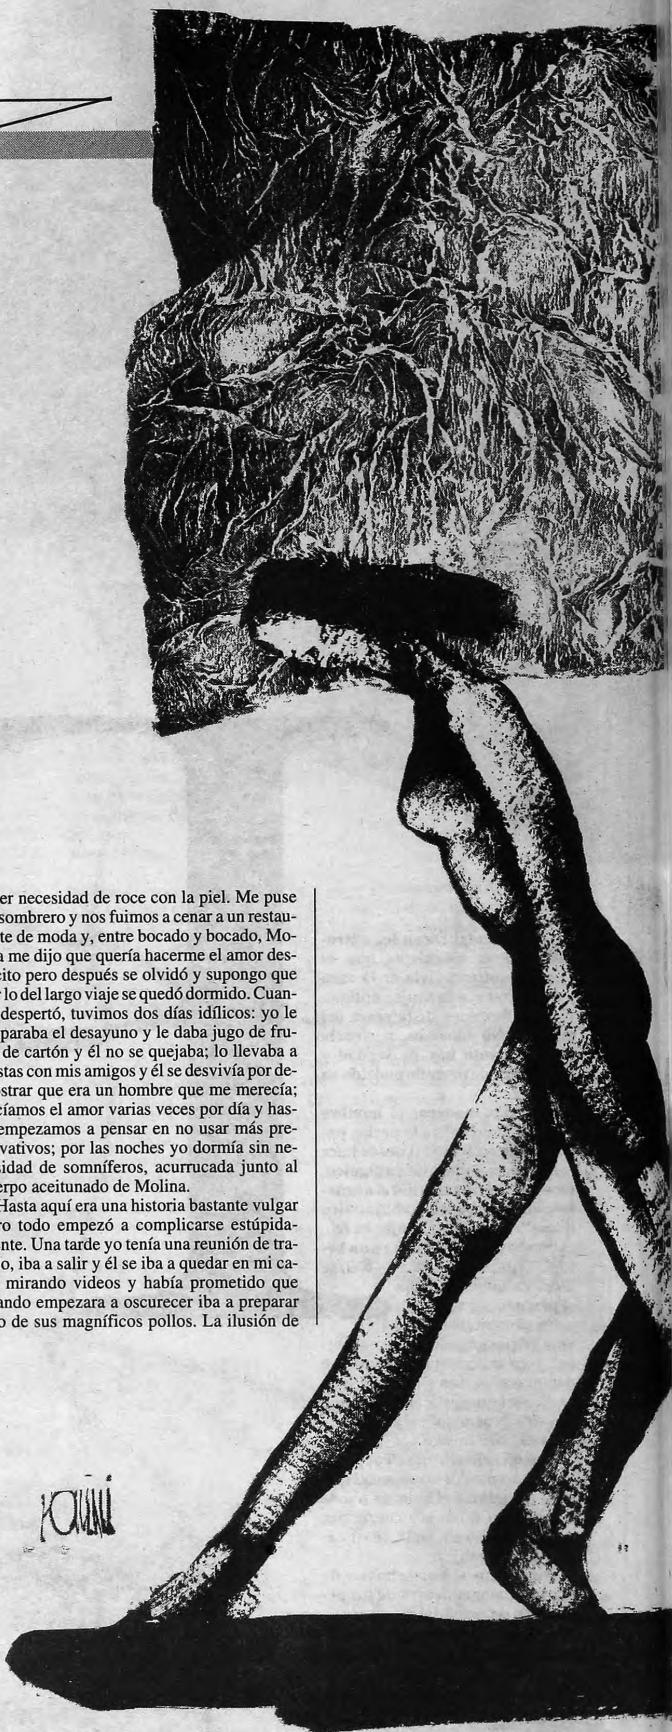 er necesidad de roce con la piel. Me puse
sombrero y nos fuimos a cenar a un restau-
te de moda y, entre bocado y bocado, Mo-
a me dijo que quería hacerme el amor des-
cito pero después se olvidó y supongo que
lo del largo viaje se quedó dormido. Cuan-
despertó, tuvimos dos días idílicos: yo le
paraba el desayuno y le daba jugo de fru-
de cartón y él no se quejaba; lo llevaba a
stas con mis amigos y él se desvivía por de-
ostrar que era un hombre que me merecía;
cíamos el amor varias veces por día y has-
empezamos a pensar en no usar más pre-
vativos; por las noches yo dormía sin ne-
sidad de somníferos, acurrucada junto al
erpo aceitunado de Molina.
Hasta aquí era una historia bastante vulgar
ro todo empezó a complicarse estúpida-
nte. Una tarde yo tenía una reunión de tra-
o, iba a salir y él se iba a quedar en mi ca-
mirando videos y había prometido que
ando empezara a oscurecer iba a preparar
o de sus magníficos pollos. La ilusión de